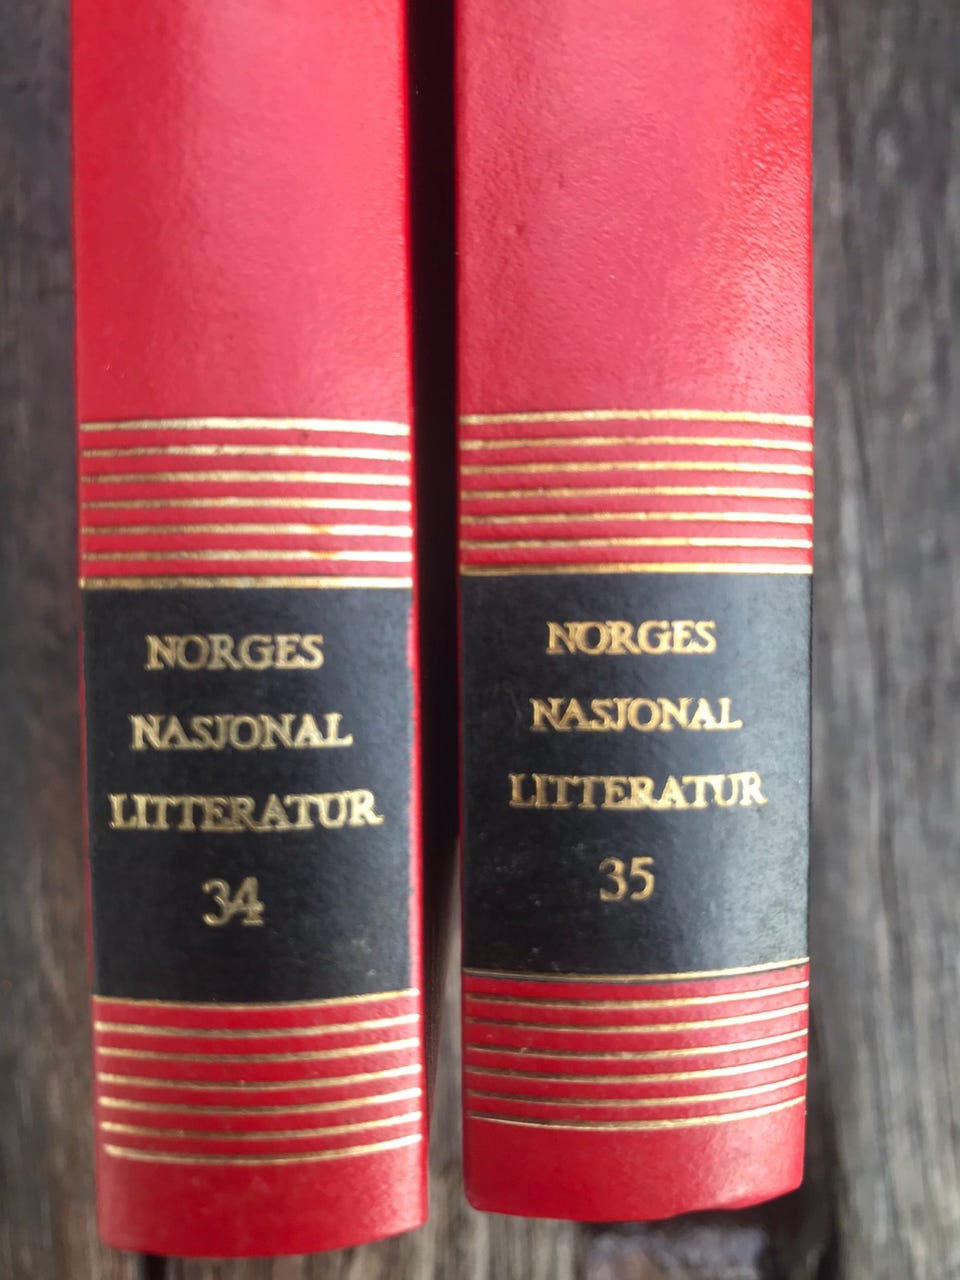 NORGES
NASJONAL
LITTERATUR
34
NORGES
NASJONAL
LITTERATUR
35